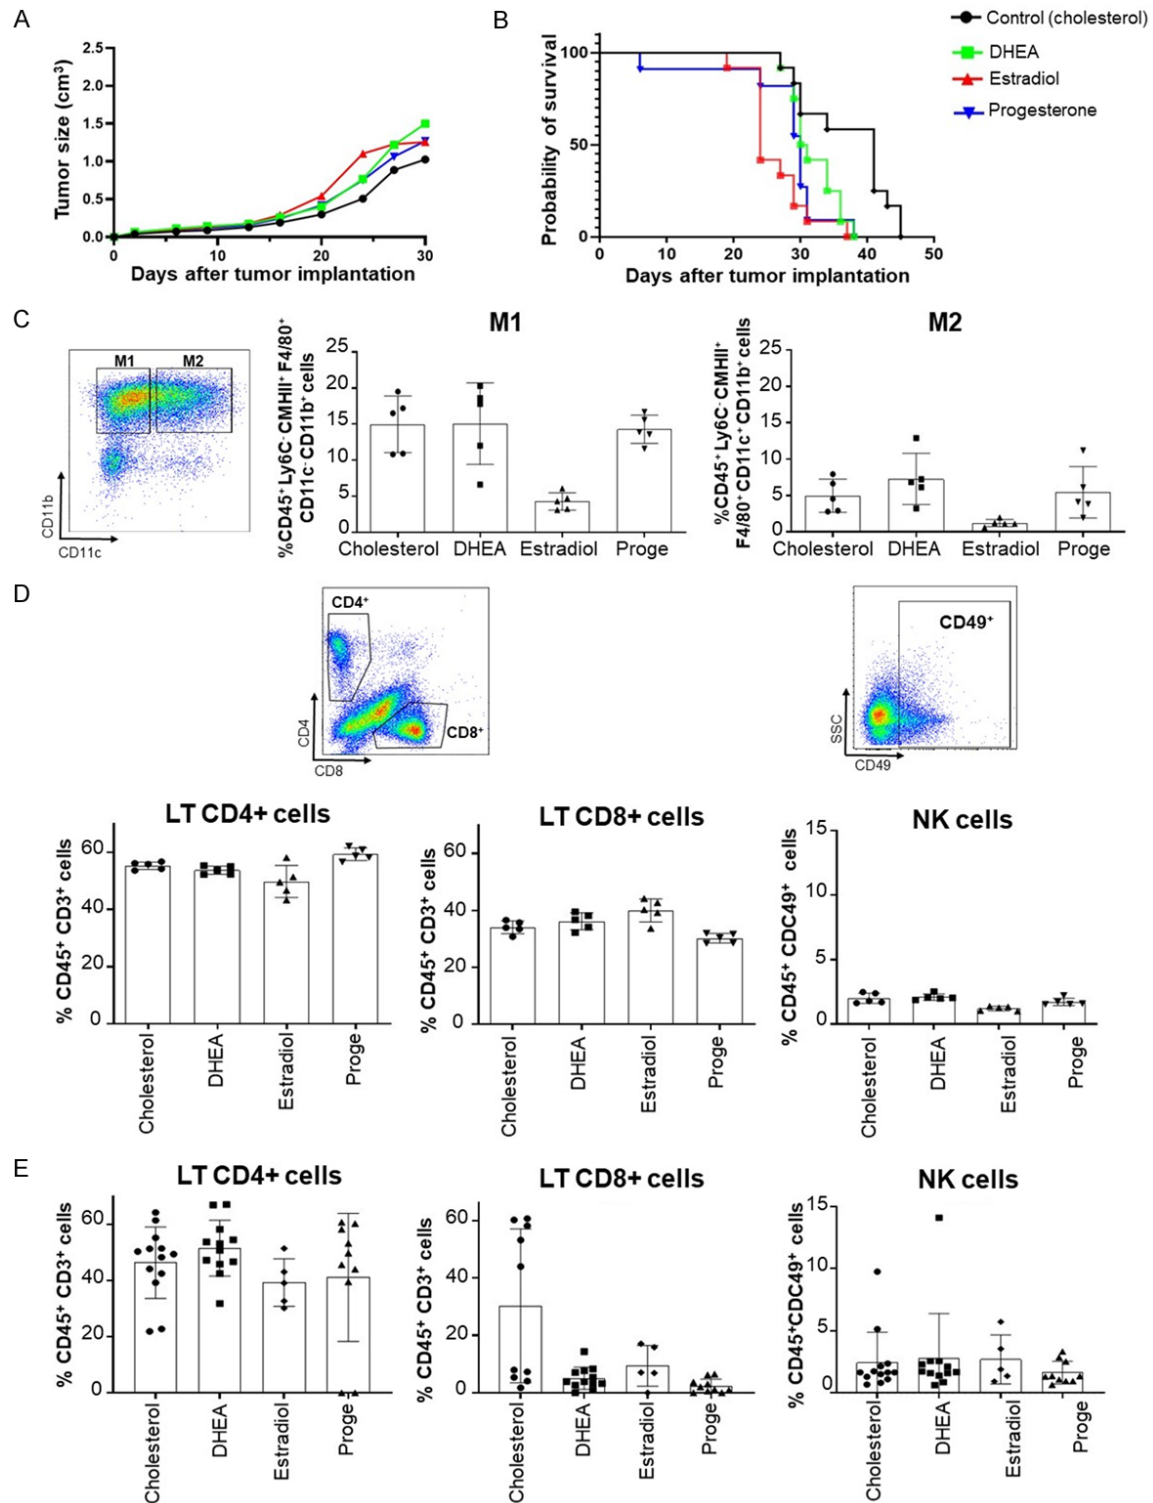 A
2.5
2.0
1.5
1.0
0.5
0.0
Tumor size (cm³)
0
10
20
30
Days after tumor implantation
B
100
50
0
Probability of survival
0
10
20
30
40
50
Days after tumor implantation
Control (cholesterol)
DHEA
Estradiol
Progesterone
C
M1
M2
CD11b
CD11c
M1
%CD45⁺ Ly6C⁻ CMHII⁺ F4/80⁺
CD11c⁻ CD11b⁺ cells
25
20
15
10
5
0
Cholesterol
DHEA
Estradiol
Proge
M2
%CD45⁺ Ly6C⁻ CMHII⁺
F4/80⁺ CD11c⁺ CD11b⁺ cells
25
20
15
10
5
0
Cholesterol
DHEA
Estradiol
Proge
D
CD4⁺
CD8⁺
CD4
CD8
CD49⁺
SSC
CD49
LT CD4+ cells
% CD45⁺ CD3⁺ cells
60
40
20
0
Cholesterol
DHEA
Estradiol
Proge
LT CD8+ cells
% CD45⁺ CD3⁺ cells
60
40
20
0
Cholesterol
DHEA
Estradiol
Proge
NK cells
% CD45⁺ CDC49⁺ cells
15
10
5
0
Cholesterol
DHEA
Estradiol
Proge
E
LT CD4+ cells
% CD45⁺ CD3⁺ cells
60
40
20
0
Cholesterol
DHEA
Estradiol
Proge
LT CD8+ cells
% CD45⁺ CD3⁺ cells
60
40
20
0
Cholesterol
DHEA
Estradiol
Proge
NK cells
% CD45⁺CDC49⁺ cells
15
10
5
0
Cholesterol
DHEA
Estradiol
Proge